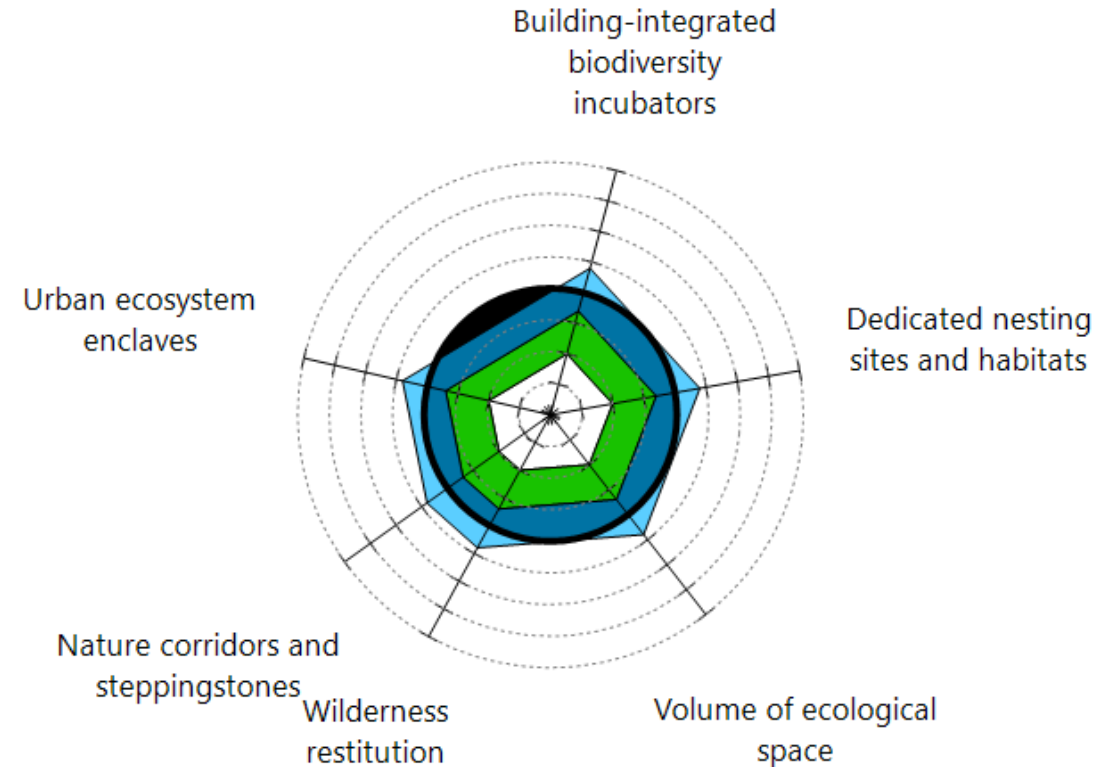 Building-integrated
biodiversity
incubators
Urban ecosystem
enclaves
Dedicated nesting
sites and habitats
Nature corridors and
steppingstones
Wilderness
restitution
Volume of ecological
space